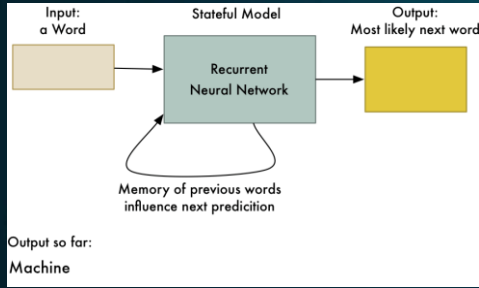 Input:
a Word
Stateful Model
Output:
Most likely next word
Recurrent
Neural Network
Memory of previous words
influence next predicition
Output so far:
Machine